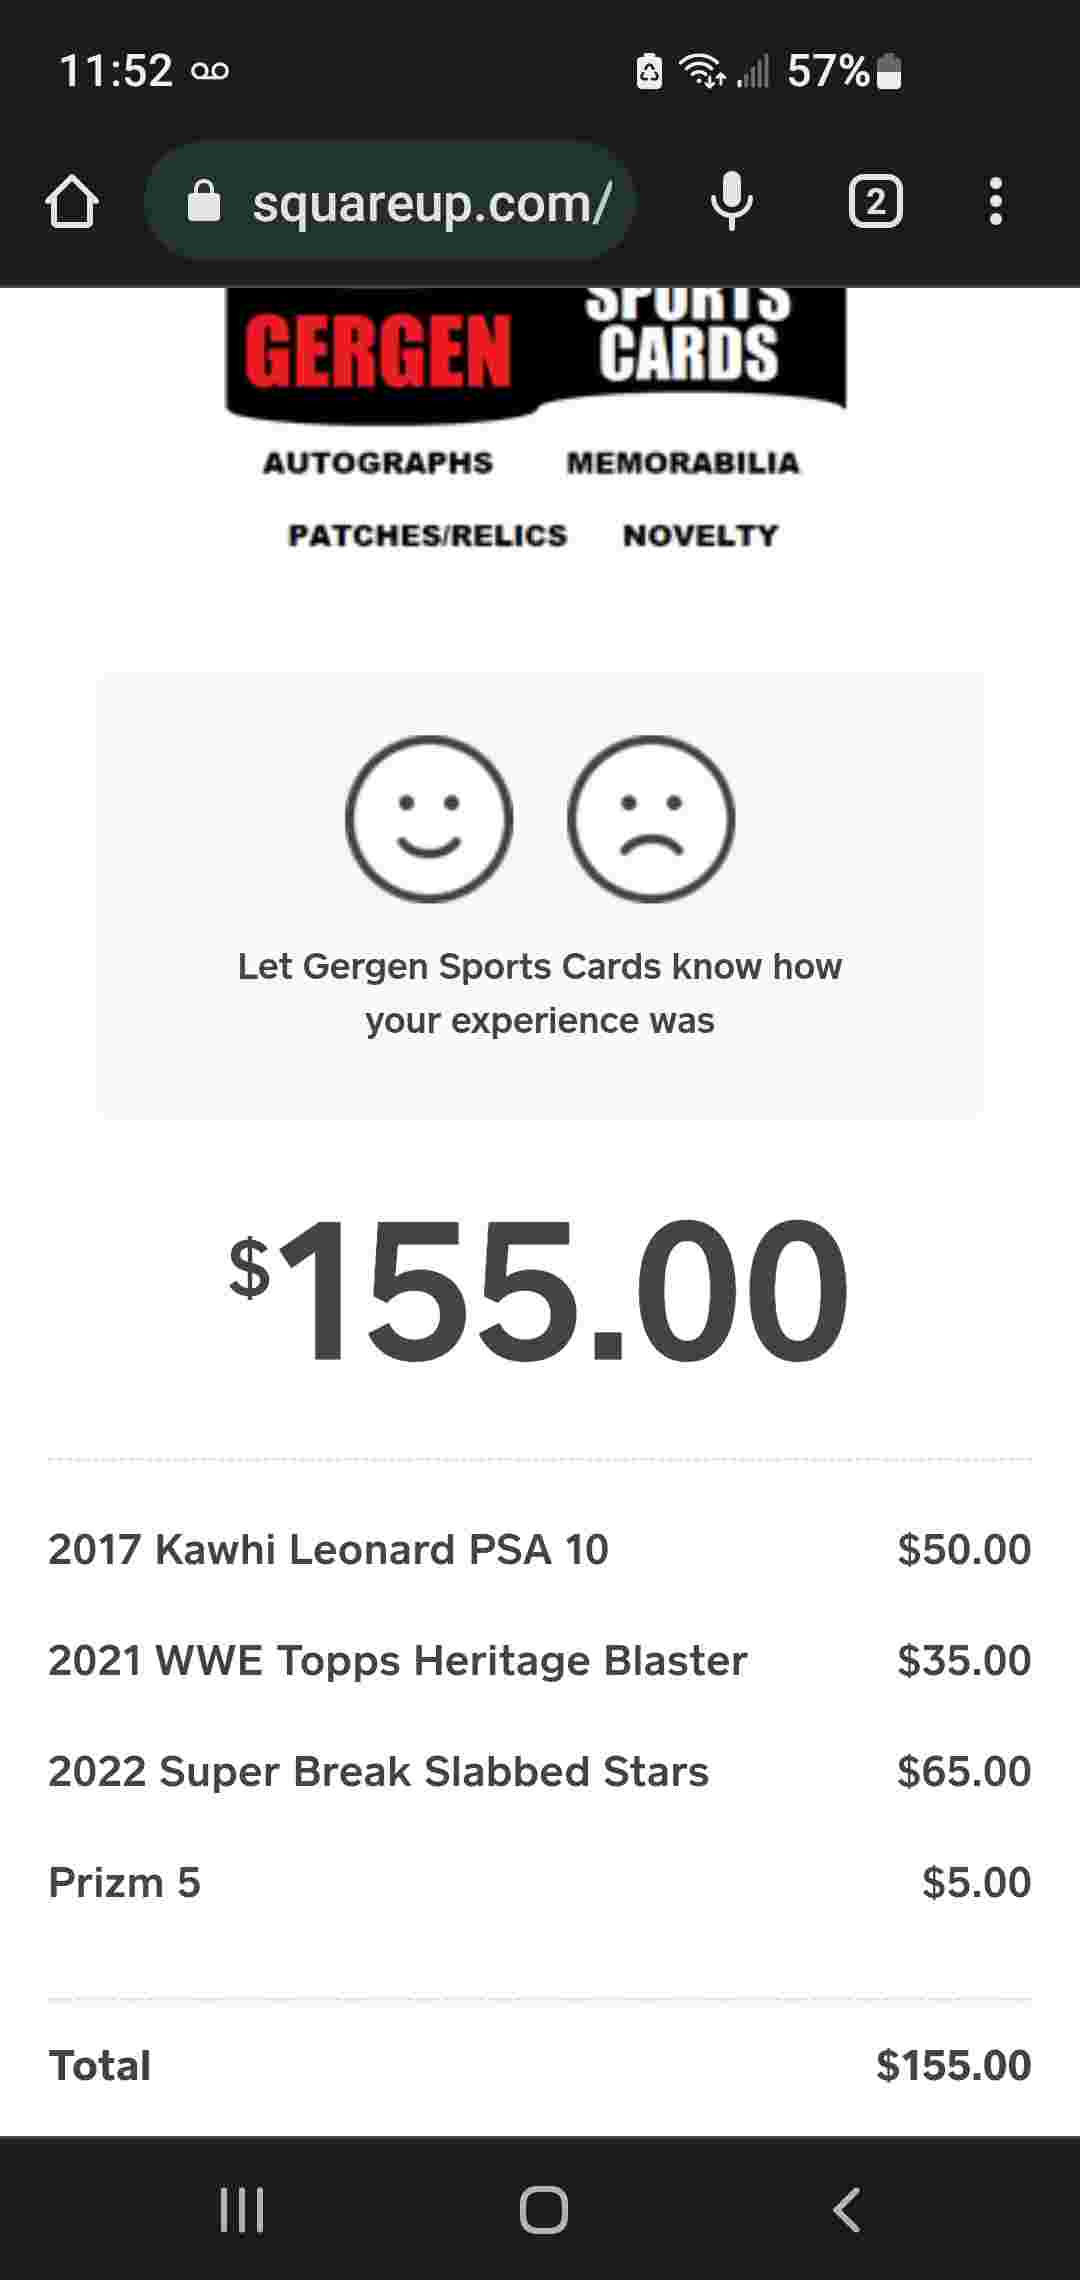 11:52
57%
squareup.com/
2
GERGEN
SPORTS
CARDS
AUTOGRAPHS MEMORABILIA
PATCHES/RELICS NOVELTY
Let Gergen Sports Cards know how
your experience was
$155.00
2017 Kawhi Leonard PSA 10 $50.00
2021 WWE Topps Heritage Blaster $35.00
2022 Super Break Slabbed Stars $65.00
Prizm 5 $5.00
Total $155.00